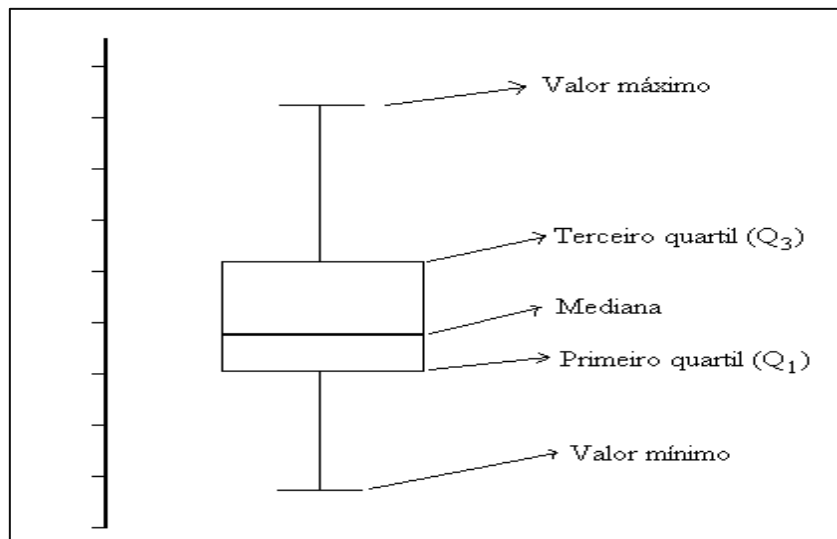 Valor máximo
Terceiro quartil (Q3)
Mediana
Primeiro quartil (Q1)
Valor mínimo